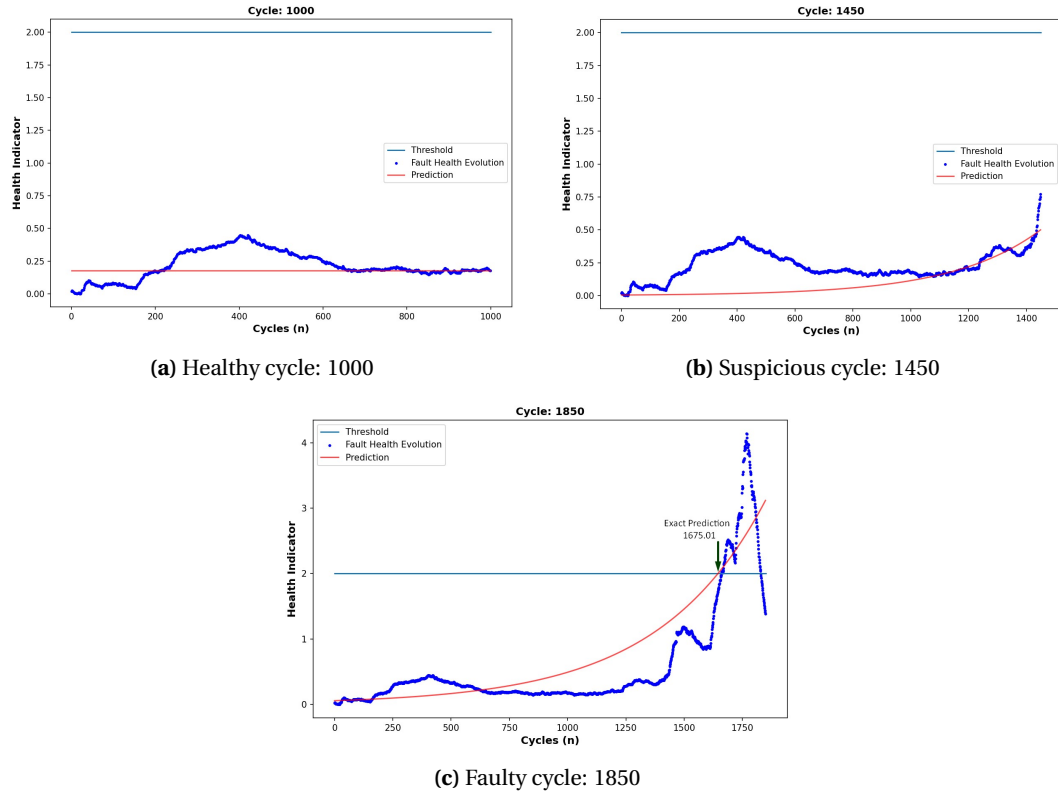 Cycle: 1000
2.00
1.75
1.50
1.25
1.00
0.75
0.50
0.25
0.00
Health Indicator
Threshold
Fault Health Evolution
Prediction
0 200 400 600 800 1000
Cycles (n)
(a) Healthy cycle: 1000
Cycle: 1450
2.00
1.75
1.50
1.25
1.00
0.75
0.50
0.25
0.00
Health Indicator
Threshold
Fault Health Evolution
Prediction
0 200 400 600 800 1000 1200 1400
Cycles (n)
(b) Suspicious cycle: 1450
Cycle: 1850
4
3
2
1
0
Health Indicator
Threshold
Fault Health Evolution
Prediction
Exact Prediction
1675.01
0 250 500 750 1000 1250 1500 1750
Cycles (n)
(c) Faulty cycle: 1850